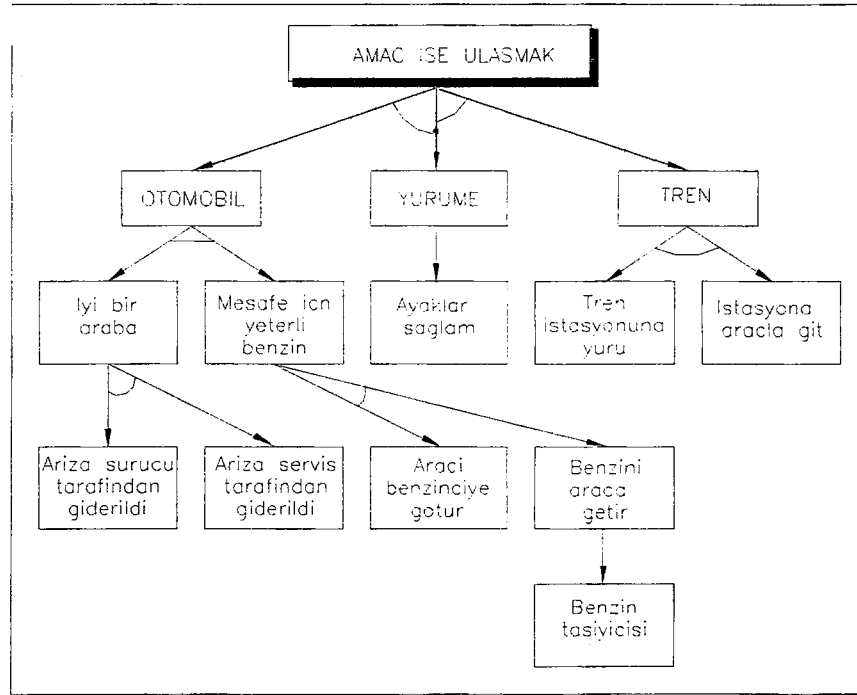 AMAC ISE ULASMAK
OTOMOBIL
YURUME
TREN
Iyi bir
araba
Mesafe icn
yeterli
benzin
Ayaklar
saglam
Tren
istasyonuna
yuru
Istasyona
aracla git
Ariza surucu
tarafindan
giderildi
Ariza servis
tarafindan
giderildi
Araci
benzinciye
gotur
Benzini
araca
getir
Benzin
tasiyicisi